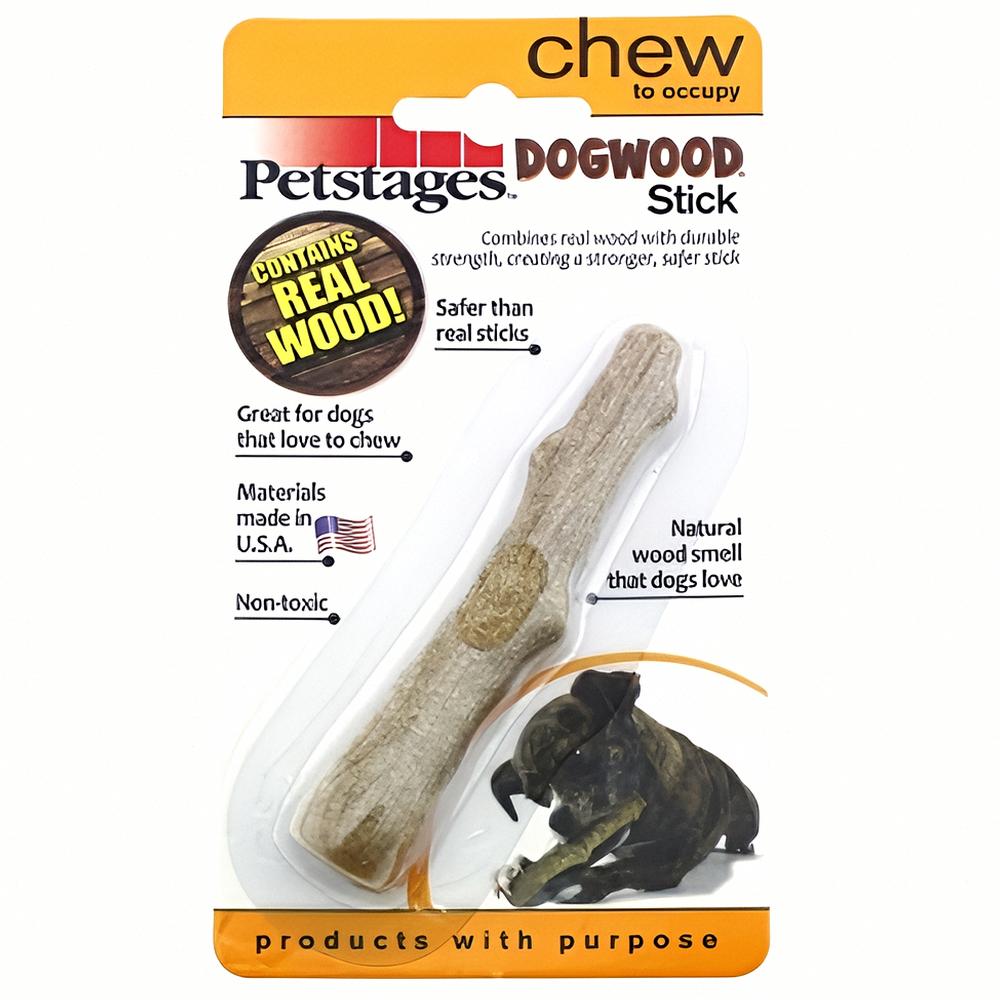 chew
to occupy
Petstages™
DOGWOOD®
Stick
Combines real wood with durable
strength, creating a stronger, safer stick
CONTAINS
REAL
WOOD!
Safer than
real sticks
Great for dogs
that love to chew
Materials
made in
U.S.A.
Natural
wood smell
that dogs love
Non-toxic
products with purpose